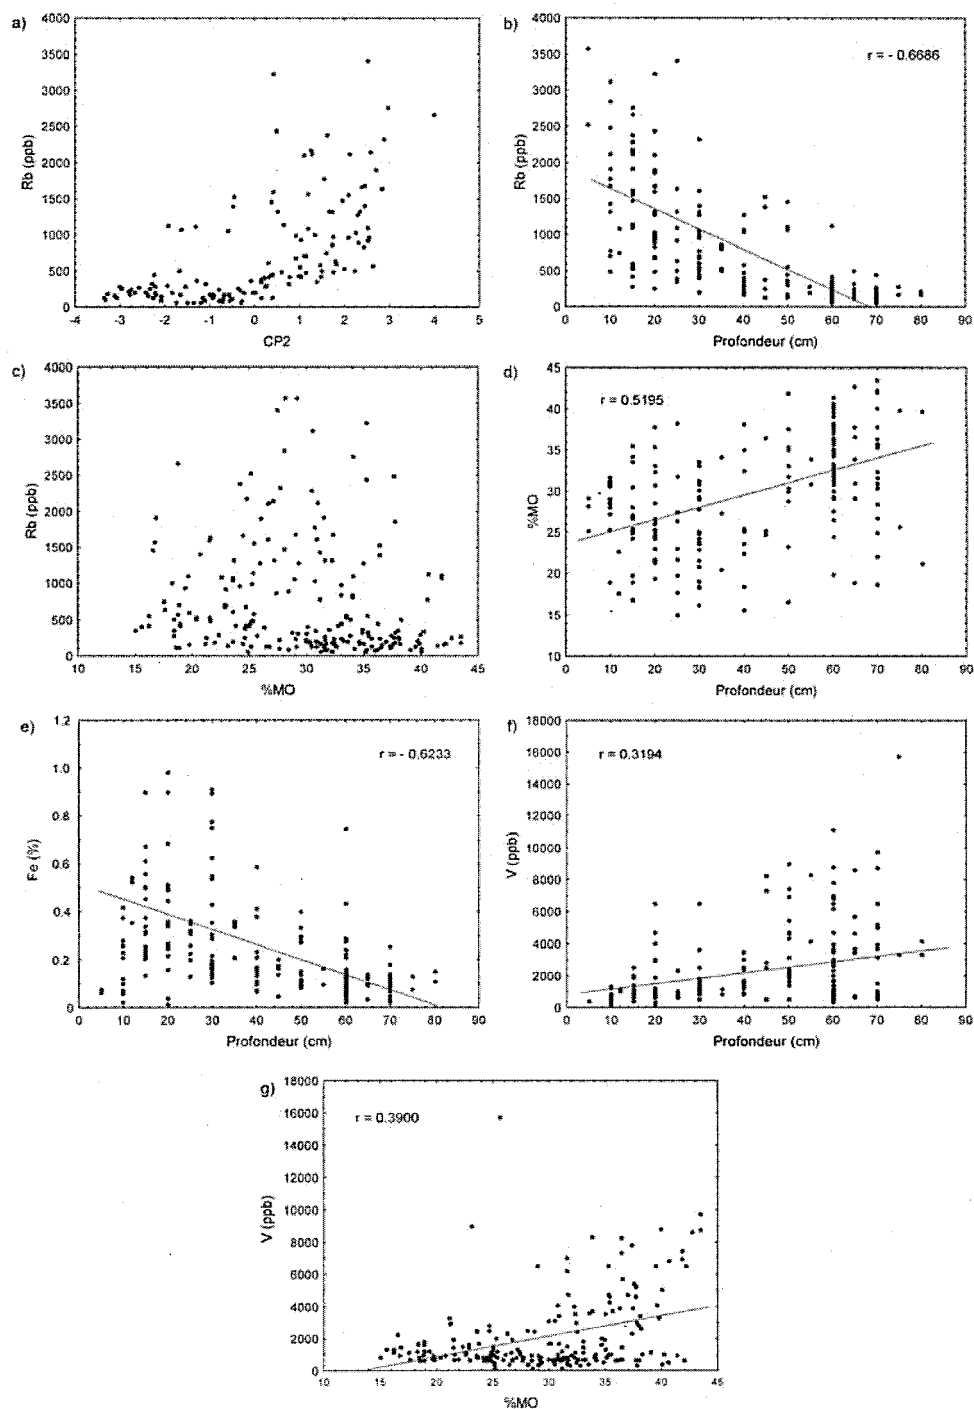 a)
4000
3500
3000
2500
2000
1500
1000
500
0
Rb (ppb)
-4 -3 -2 -1 0 1 2 3 4 5
CP2
b)
r = - 0.6686
4000
3500
3000
2500
2000
1500
1000
500
0
Rb (ppb)
0 10 20 30 40 50 60 70 80 90
Profondeur (cm)
c)
4000
3500
3000
2500
2000
1500
1000
500
0
Rb (ppb)
10 15 20 25 30 35 40 45
%MO
d)
r = 0.5195
45
40
35
30
25
20
15
10
%MO
0 10 20 30 40 50 60 70 80 90
Profondeur (cm)
e)
r = - 0.6233
1.2
1.0
0.8
0.6
0.4
0.2
0
Fe (%)
0 10 20 30 40 50 60 70 80 90
Profondeur (cm)
f)
r = 0.3194
18000
16000
14000
12000
10000
8000
6000
4000
2000
0
V (ppb)
0 10 20 30 40 50 60 70 80 90
Profondeur (cm)
g)
r = 0.3900
18000
16000
14000
12000
10000
8000
6000
4000
2000
0
V (ppb)
10 15 20 25 30 35 40 45
%MO